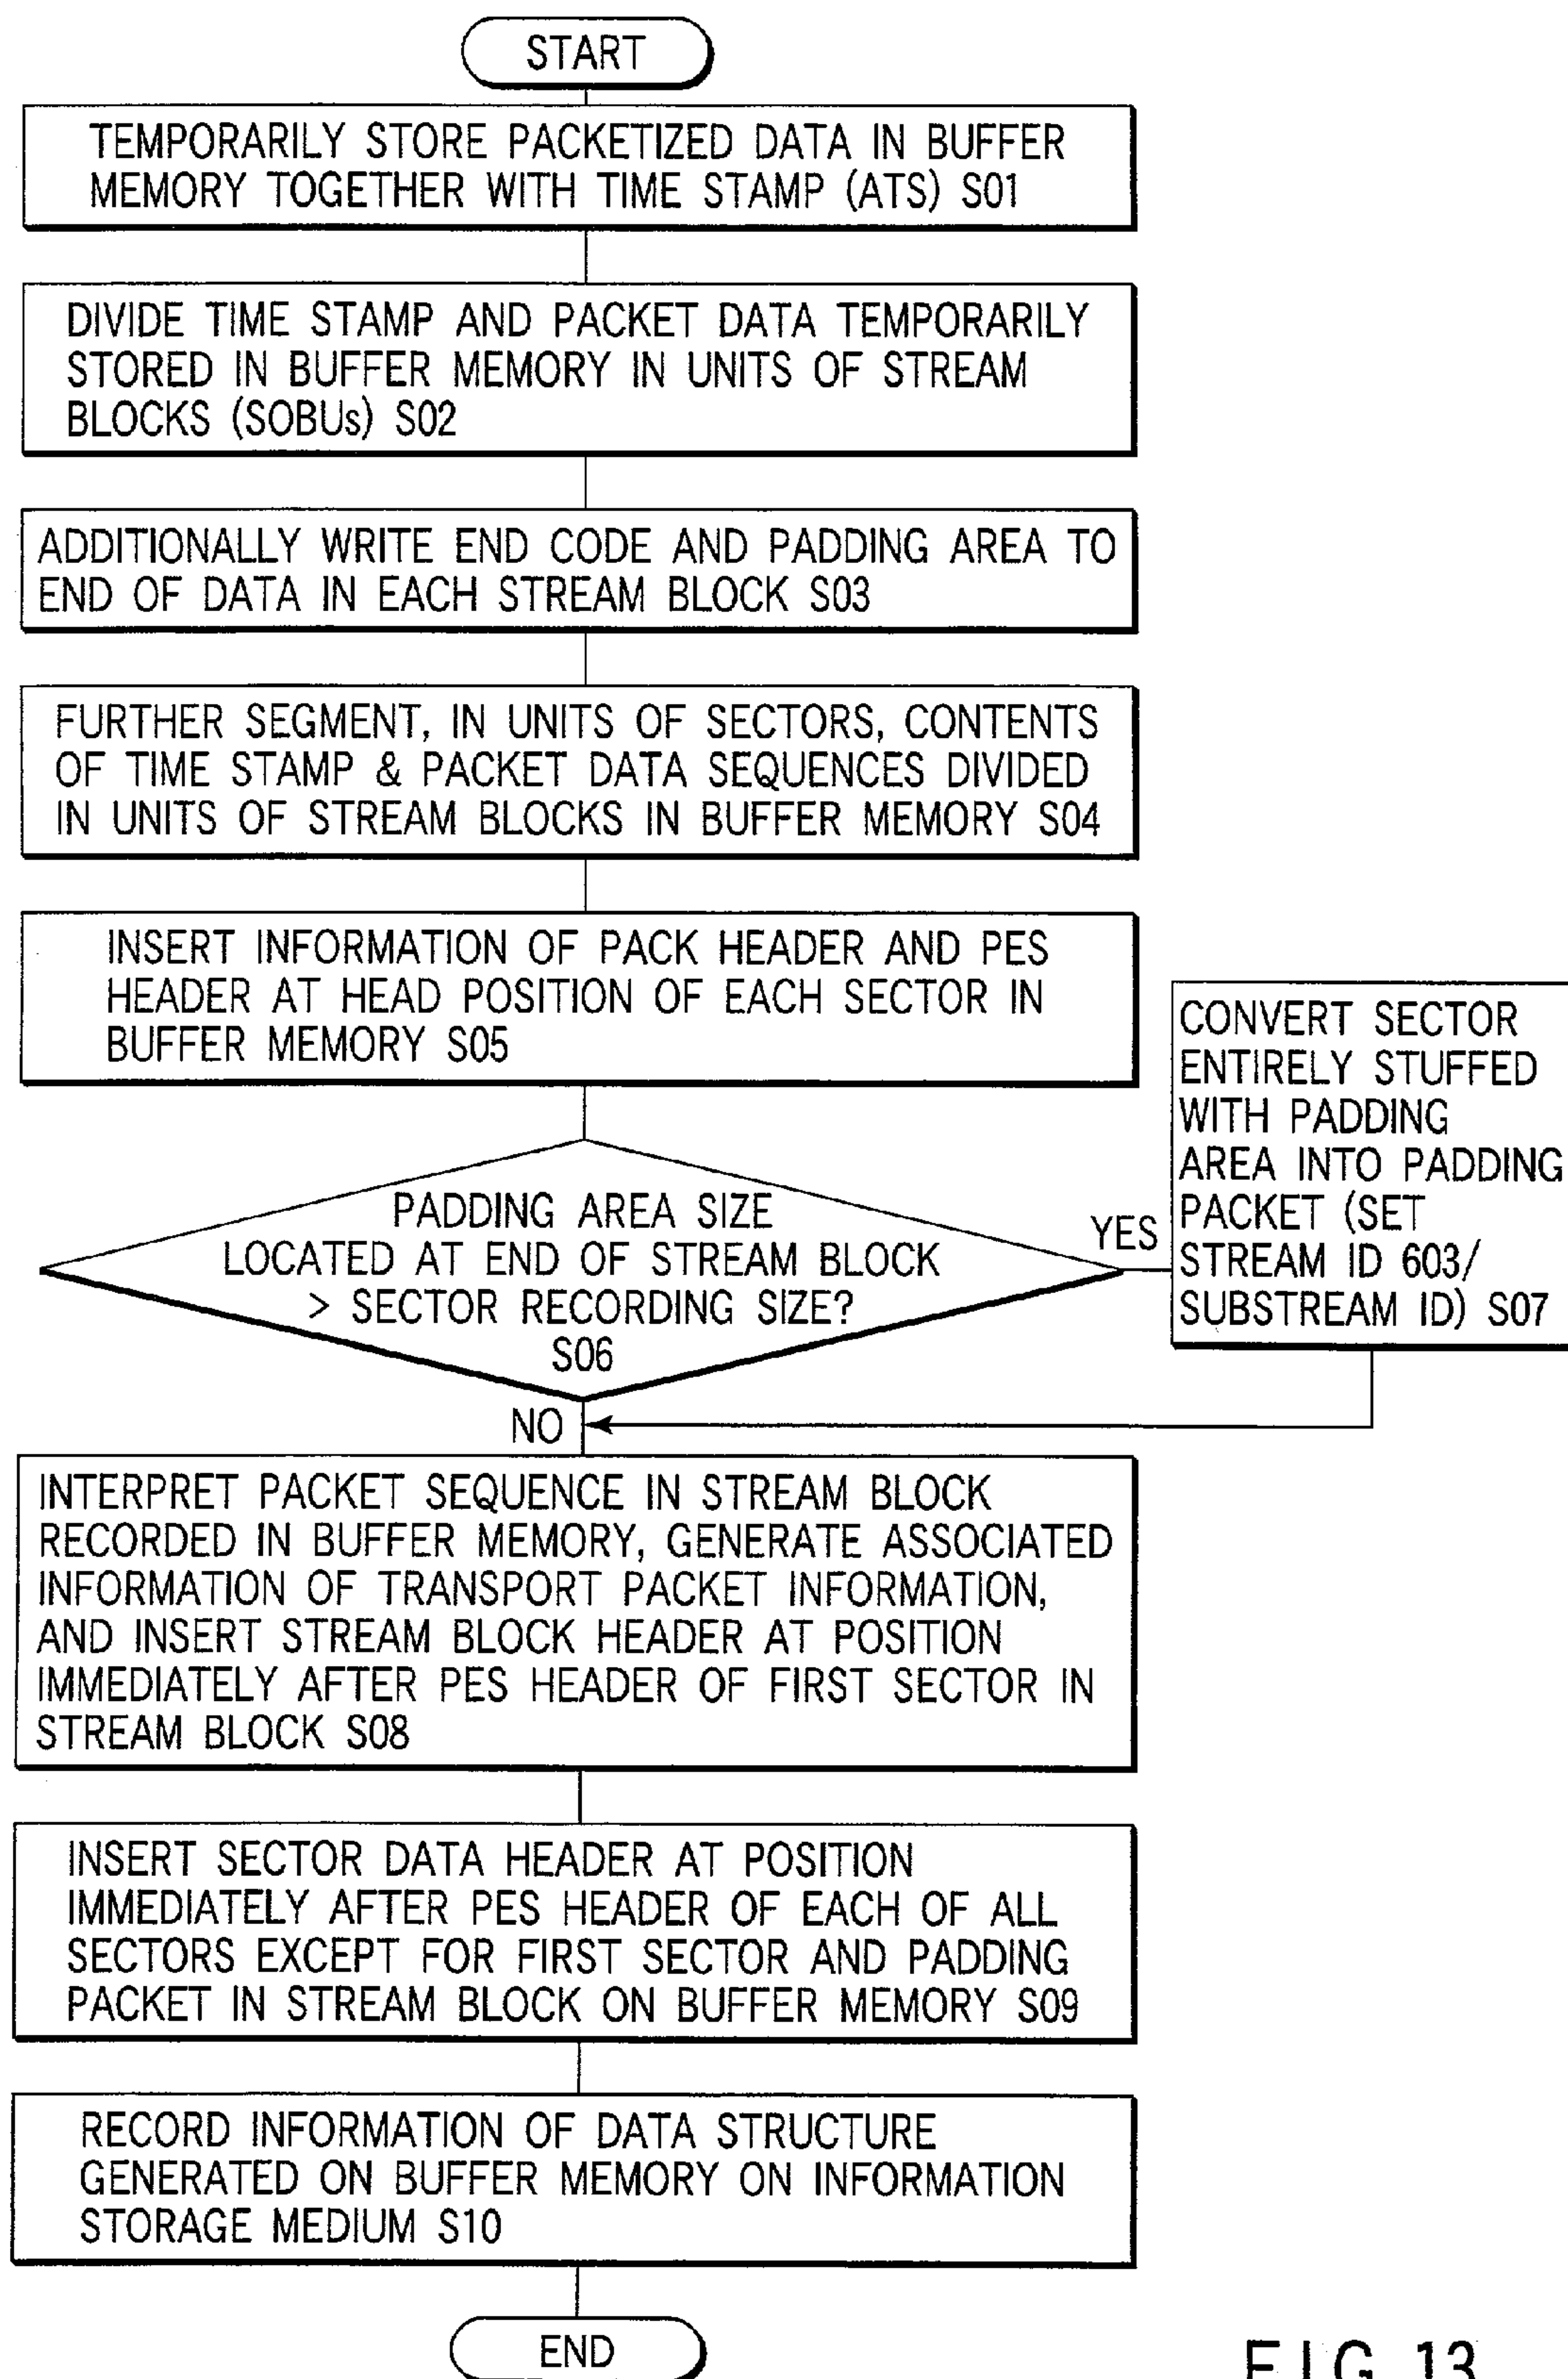 START
TEMPORARILY STORE PACKETIZED DATA IN BUFFER
MEMORY TOGETHER WITH TIME STAMP (ATS) S01
DIVIDE TIME STAMP AND PACKET DATA TEMPORARILY
STORED IN BUFFER MEMORY IN UNITS OF STREAM
BLOCKS (SOBUs) S02
ADDITIONALLY WRITE END CODE AND PADDING AREA TO
END OF DATA IN EACH STREAM BLOCK S03
FURTHER SEGMENT, IN UNITS OF SECTORS, CONTENTS
OF TIME STAMP & PACKET DATA SEQUENCES DIVIDED
IN UNITS OF STREAM BLOCKS IN BUFFER MEMORY S04
INSERT INFORMATION OF PACK HEADER AND PES
HEADER AT HEAD POSITION OF EACH SECTOR IN
BUFFER MEMORY S05
PADDING AREA SIZE
LOCATED AT END OF STREAM BLOCK
> SECTOR RECORDING SIZE?
S06
YES
CONVERT SECTOR
ENTIRELY STUFFED
WITH PADDING
AREA INTO PADDING
PACKET (SET
STREAM ID 603/
SUBSTREAM ID) S07
NO
INTERPRET PACKET SEQUENCE IN STREAM BLOCK
RECORDED IN BUFFER MEMORY, GENERATE ASSOCIATED
INFORMATION OF TRANSPORT PACKET INFORMATION,
AND INSERT STREAM BLOCK HEADER AT POSITION
IMMEDIATELY AFTER PES HEADER OF FIRST SECTOR IN
STREAM BLOCK S08
INSERT SECTOR DATA HEADER AT POSITION
IMMEDIATELY AFTER PES HEADER OF EACH OF ALL
SECTORS EXCEPT FOR FIRST SECTOR AND PADDING
PACKET IN STREAM BLOCK ON BUFFER MEMORY S09
RECORD INFORMATION OF DATA STRUCTURE
GENERATED ON BUFFER MEMORY ON INFORMATION
STORAGE MEDIUM S10
END
FIG. 13